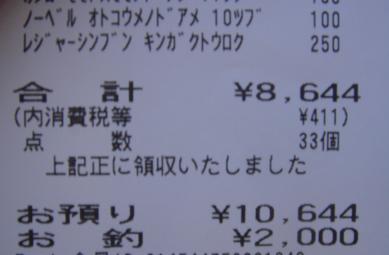 ノーベル オトコウメノドアメ 10ツブ 100
レジャーシンブン キンガクトウロク 250
合 計 ¥8,644
(内消費税等 ¥411)
点 数 33個
上記正に領収いたしました
お預り ¥10,644
お 釣 ¥2,000